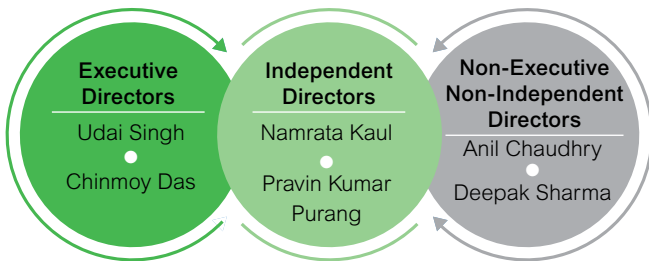 Executive
Directors
Udai Singh
Chinmoy Das
Independent
Directors
Namrata Kaul
Pravin Kumar
Purang
Non-Executive
Non-Independent
Directors
Anil Chaudhry
Deepak Sharma